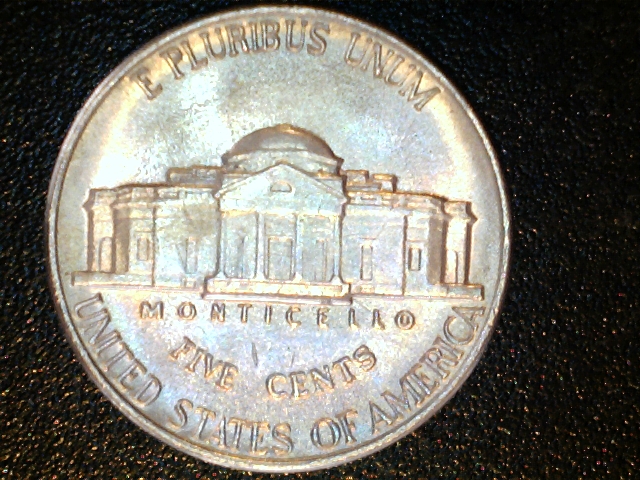 E PLURIBUS UNUM
MONTICELLO
FIVE CENTS
UNITED STATES OF AMERICA